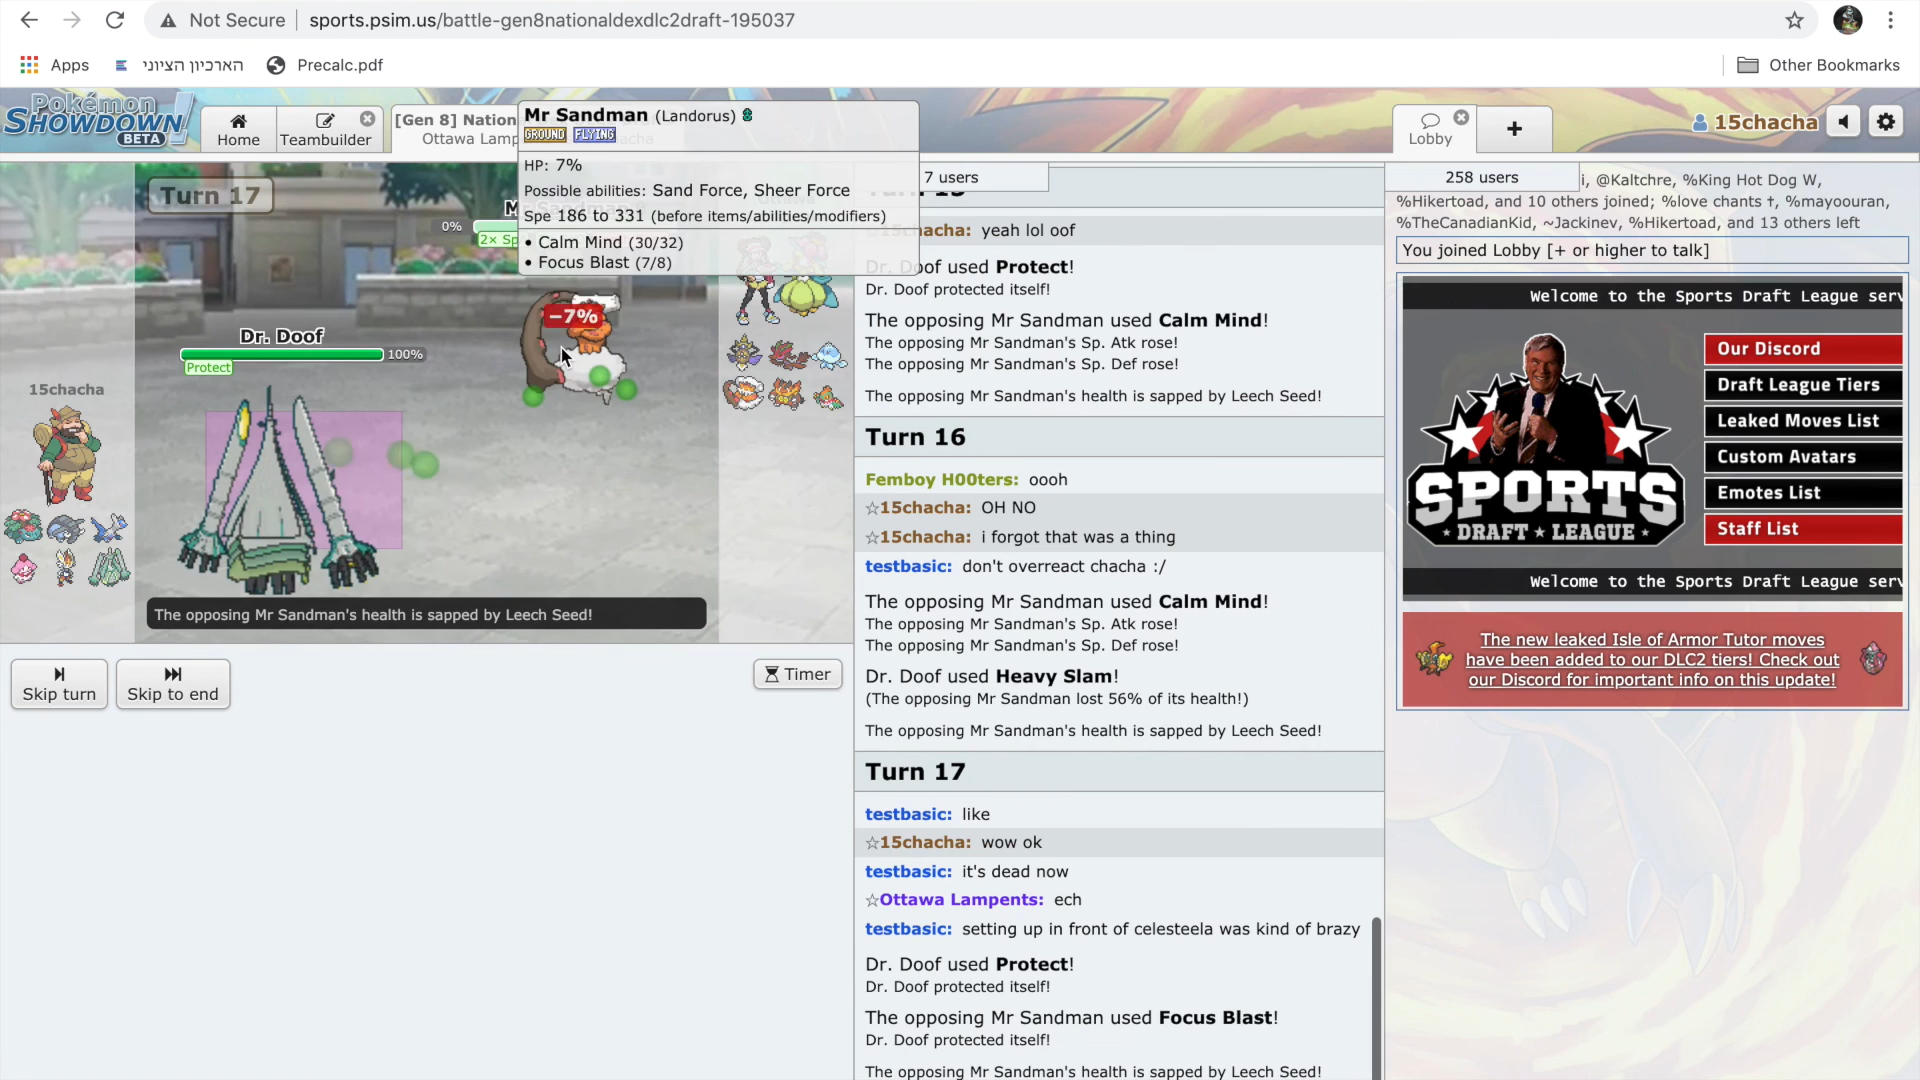 Not Secure
sports.psim.us/battle-gen8nationaldexdlc2draft-195037
Apps
הארכיון הציוני
Precalc.pdf
Other Bookmarks
Pokémon
SHOWDOWN
BETA
Home
Teambuilder
[Gen 8] Nation
Ottawa Lamp
Mr Sandman (Landorus)
GROUND FLYING
HP: 7%
Possible abilities: Sand Force, Sheer Force
Spe 186 to 331 (before items/abilities/modifiers)
• Calm Mind (30/32)
• Focus Blast (7/8)
Lobby
+
15chacha
Turn 17
0%
2× Sp
-7%
Dr. Doof
100%
Protect
15chacha
The opposing Mr Sandman's health is sapped by Leech Seed!
Skip turn
Skip to end
Timer
7 users
15chacha: yeah lol oof
Dr. Doof used Protect!
Dr. Doof protected itself!
The opposing Mr Sandman used Calm Mind!
The opposing Mr Sandman's Sp. Atk rose!
The opposing Mr Sandman's Sp. Def rose!
The opposing Mr Sandman's health is sapped by Leech Seed!
Turn 16
Femboy H00ters: oooh
☆15chacha: OH NO
☆15chacha: i forgot that was a thing
testbasic: don't overreact chacha :/
The opposing Mr Sandman used Calm Mind!
The opposing Mr Sandman's Sp. Atk rose!
The opposing Mr Sandman's Sp. Def rose!
Dr. Doof used Heavy Slam!
(The opposing Mr Sandman lost 56% of its health!)
The opposing Mr Sandman's health is sapped by Leech Seed!
Turn 17
testbasic: like
☆15chacha: wow ok
testbasic: it's dead now
☆Ottawa Lampents: ech
testbasic: setting up in front of celesteela was kind of brazy
Dr. Doof used Protect!
Dr. Doof protected itself!
The opposing Mr Sandman used Focus Blast!
Dr. Doof protected itself!
The opposing Mr Sandman's health is sapped by Leech Seed!
258 users
i, @Kaltchre, %King Hot Dog W,
%Hikertoad, and 10 others joined; %love chants †, %mayoouran,
%TheCanadianKid, ~Jackinev, %Hikertoad, and 13 others left
You joined Lobby [+ or higher to talk]
Welcome to the Sports Draft League serv
Our Discord
Draft League Tiers
Leaked Moves List
Custom Avatars
Emotes List
Staff List
SPORTS
DRAFT ★ LEAGUE
Welcome to the Sports Draft League serv
The new leaked Isle of Armor Tutor moves
have been added to our DLC2 tiers! Check out
our Discord for important info on this update!